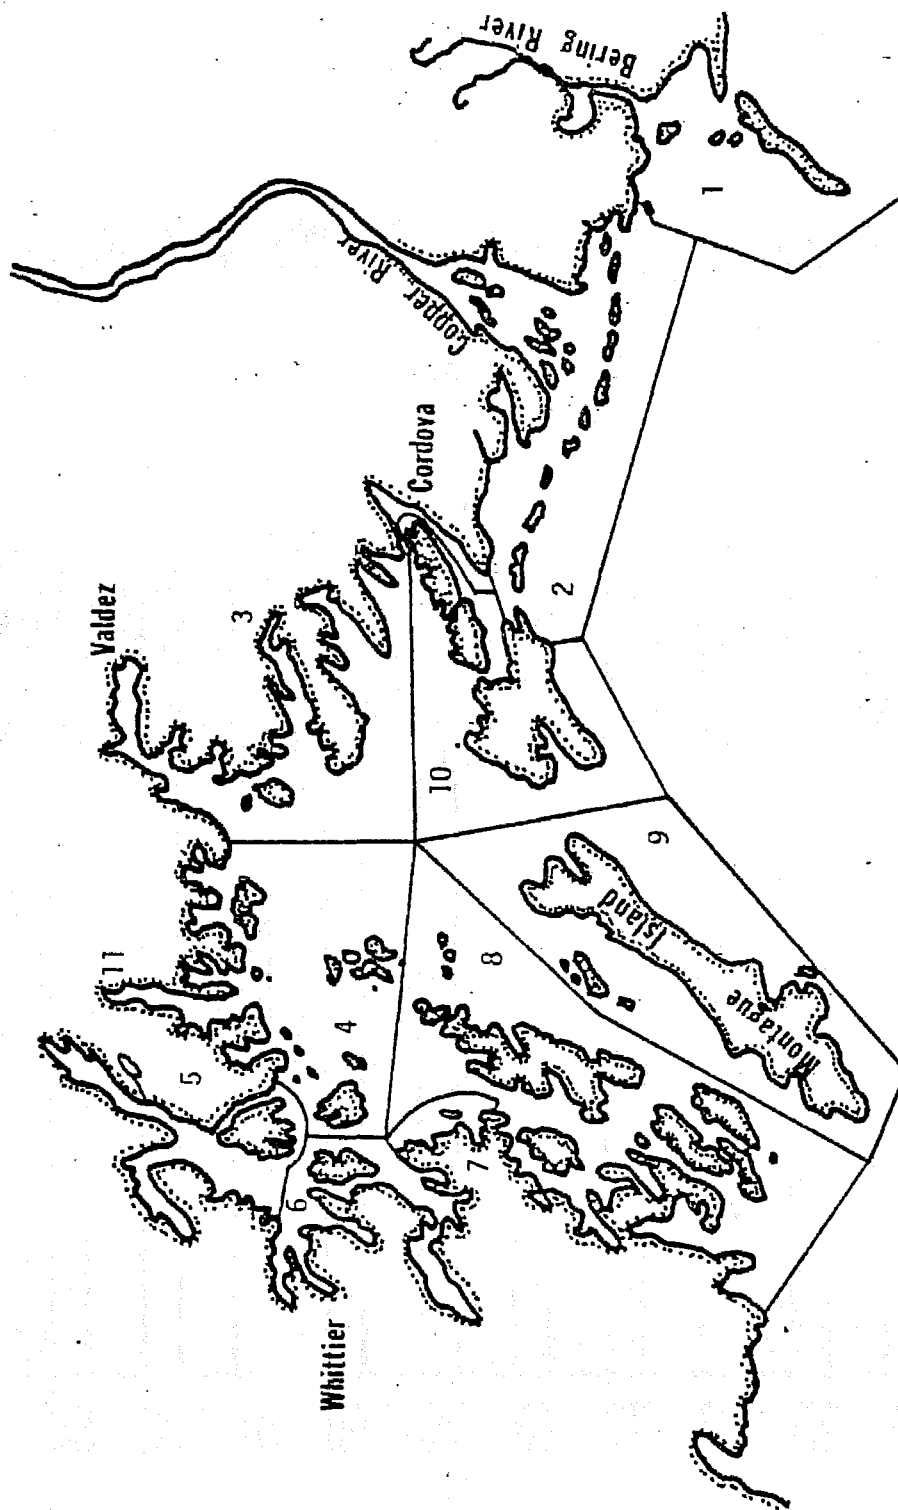 Bering
River
1
Copper
River
Cordova
2
Valdez
3
10
9
Montague
Island
8
11
4
5
7
6
Whittier